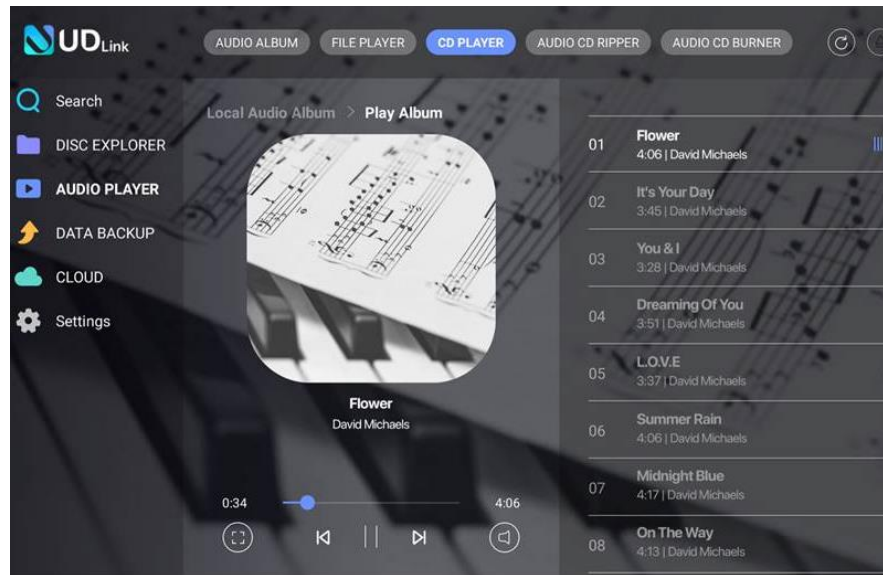 UDLink
AUDIO ALBUM
FILE PLAYER
CD PLAYER
AUDIO CD RIPPER
AUDIO CD BURNER
Search
DISC EXPLORER
AUDIO PLAYER
DATA BACKUP
CLOUD
Settings
Local Audio Album > Play Album
Flower
David Michaels
0:34
4:06
01
Flower
4:06 | David Michaels
02
It's Your Day
3:45 | David Michaels
03
You & I
3:28 | David Michaels
04
Dreaming Of You
3:51 | David Michaels
05
L.O.V.E
3:37 | David Michaels
06
Summer Rain
4:06 | David Michaels
07
Midnight Blue
4:17 | David Michaels
08
On The Way
4:13 | David Michaels